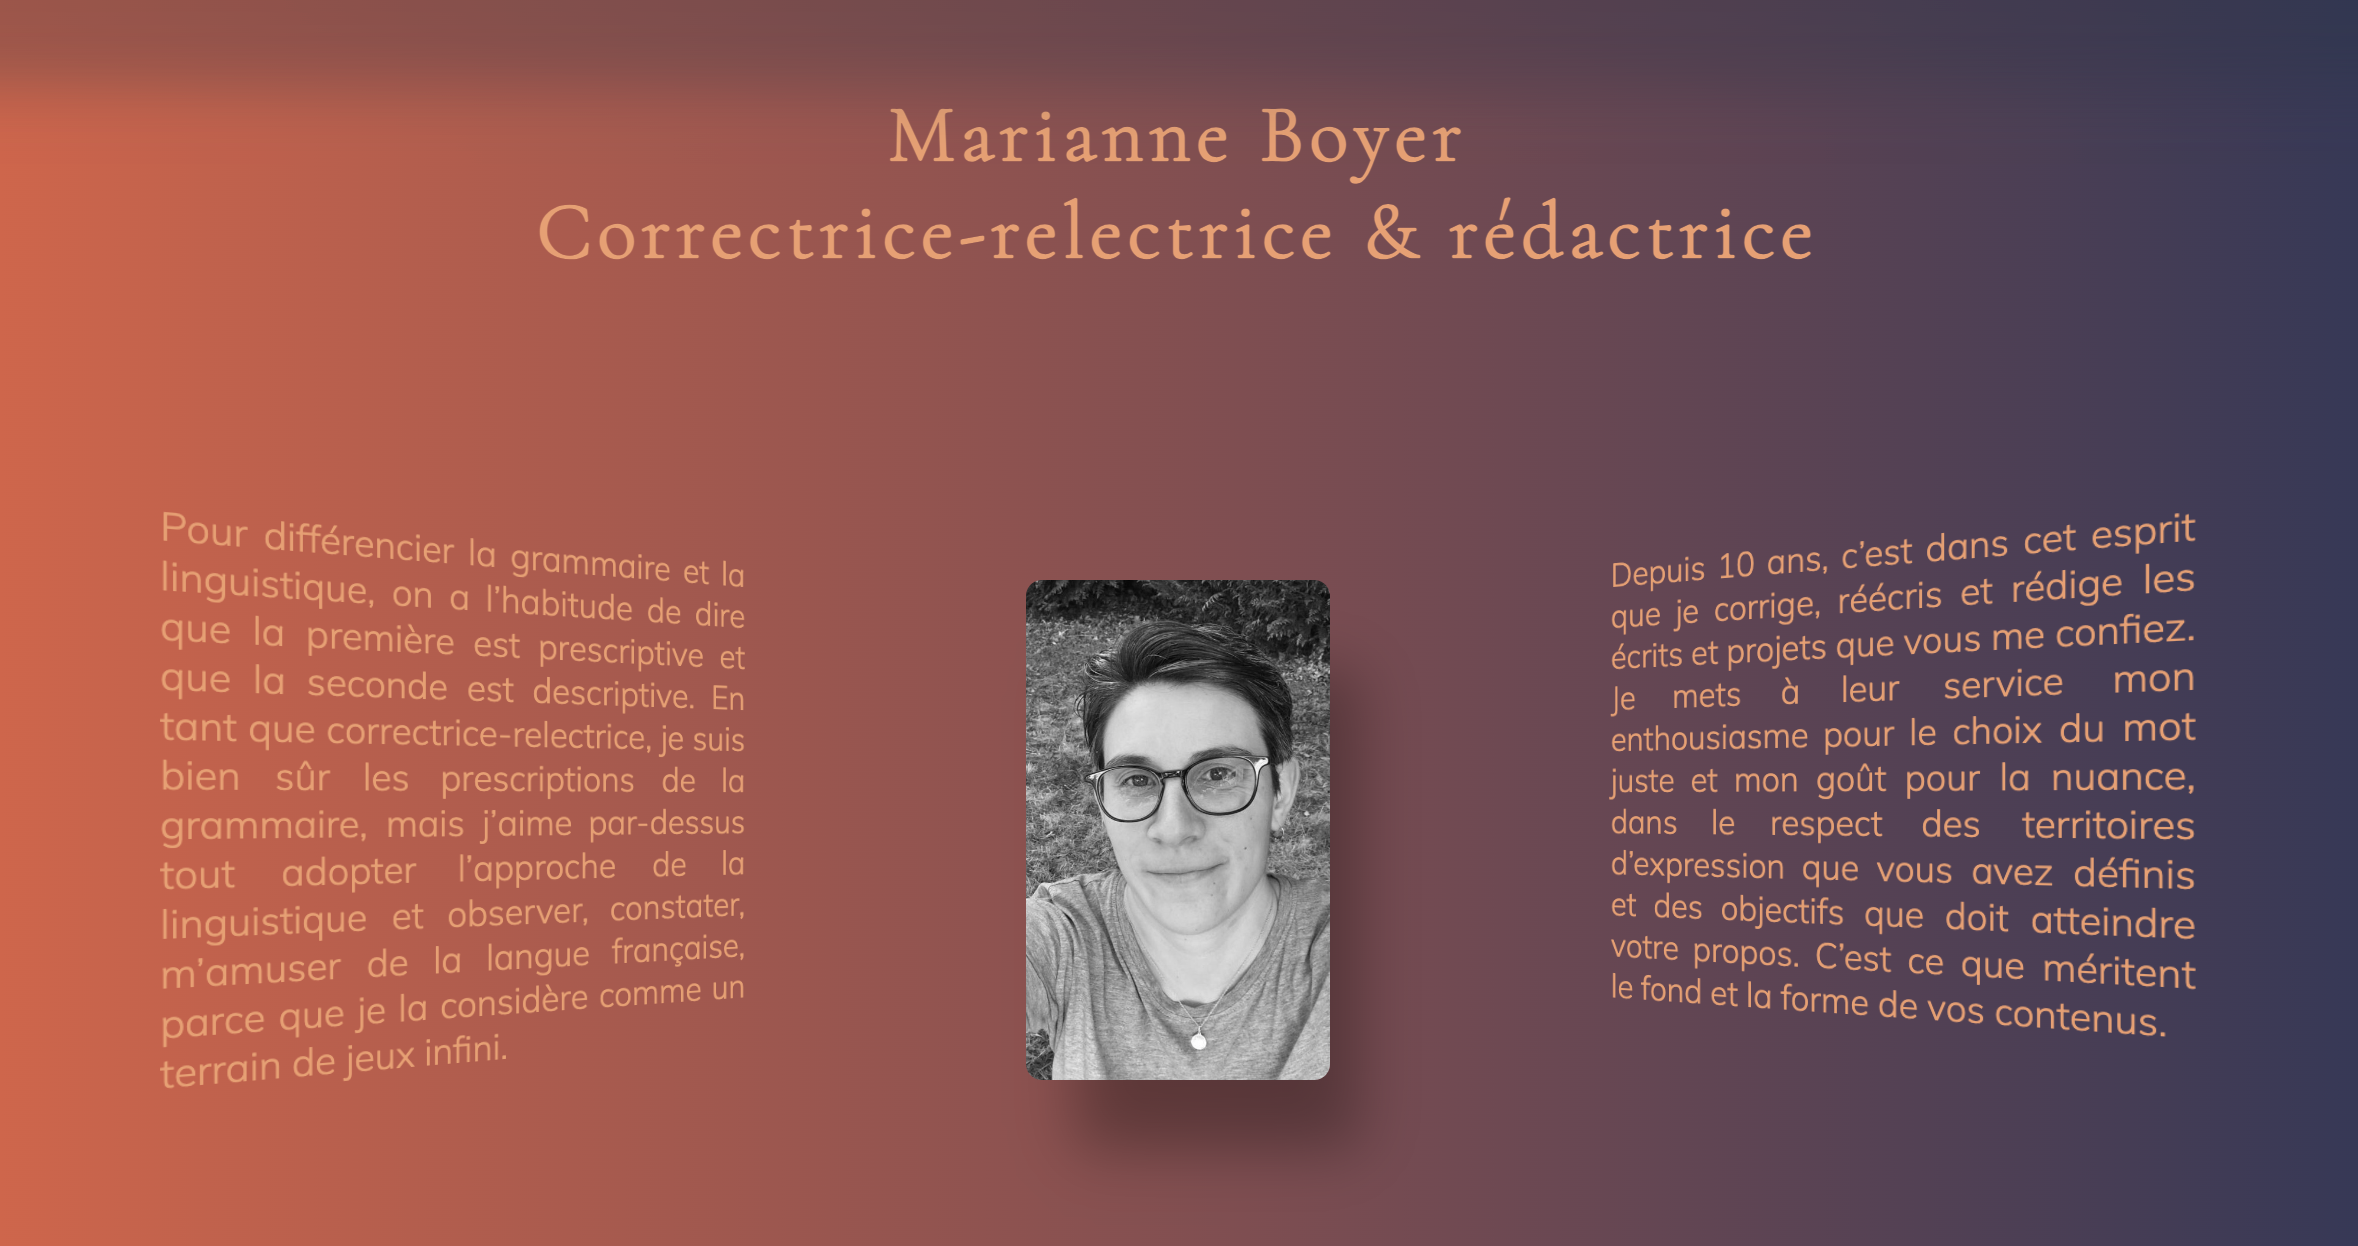 Marianne Boyer
Correctrice-relectrice & rédactrice
Pour différencier la grammaire et la
linguistique, on a l’habitude de dire
que la première est prescriptive et
que la seconde est descriptive. En
tant que correctrice-relectrice, je suis
bien sûr les prescriptions de la
grammaire, mais j’aime par-dessus
tout adopter l’approche de la
linguistique et observer, constater,
m’amuser de la langue française,
parce que je la considère comme un
terrain de jeux infini.
Depuis 10 ans, c’est dans cet esprit
que je corrige, réécris et rédige les
écrits et projets que vous me confiez.
Je mets à leur service mon
enthousiasme pour le choix du mot
juste et mon goût pour la nuance,
dans le respect des territoires
d’expression que vous avez définis
et des objectifs que doit atteindre
votre propos. C’est ce que méritent
le fond et la forme de vos contenus.